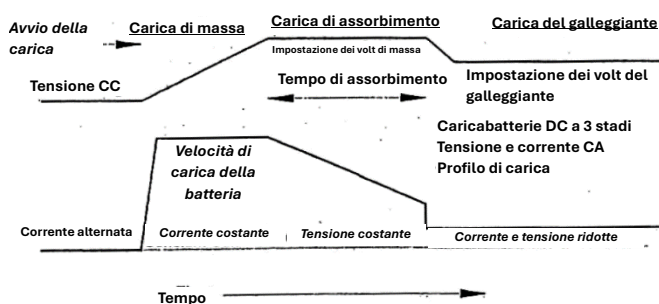 Avvio della
carica
Carica di massa
Carica di assorbimento
Carica del galleggiante
Impostazione dei volt di massa
Tensione CC
Tempo di assorbimento
Impostazione dei volt del
galleggiante
Caricabatterie DC a 3 stadi
Tensione e corrente CA
Profilo di carica
Velocità di
carica della
batteria
Corrente alternata
Corrente costante
Tensione costante
Corrente e tensione ridotte
Tempo